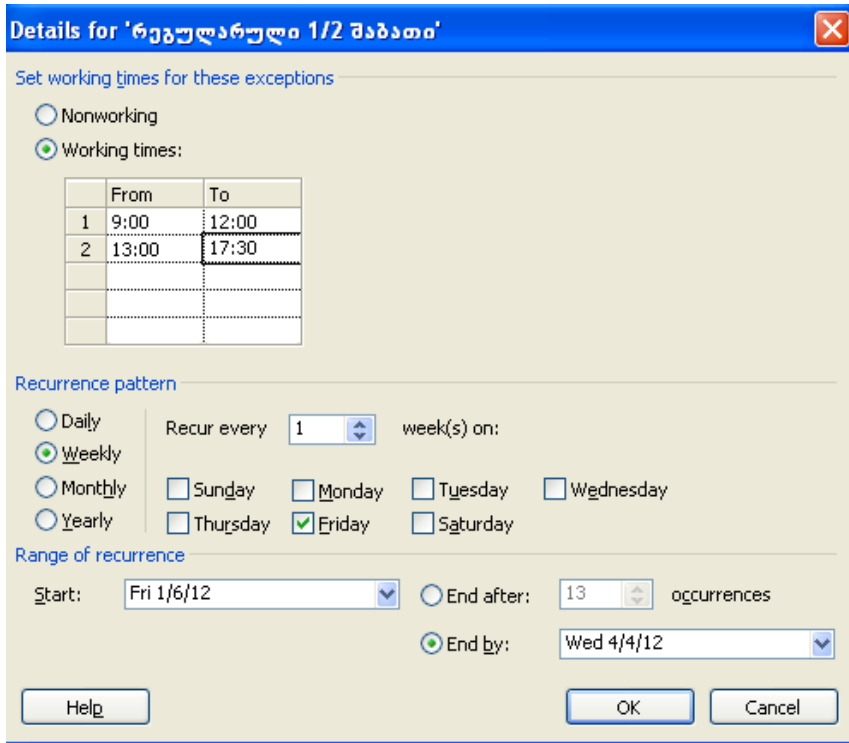 Details for 'რეგულარული 1/2 შაბათი'
Set working times for these exceptions
Nonworking
Working times:
From To
1 9:00 12:00
2 13:00 17:30
Recurrence pattern
Daily
Recur every 1 week(s) on:
Weekly
Monthly Sunday Monday Tuesday Wednesday
Yearly Thursday Friday Saturday
Range of recurrence
Start: Fri 1/6/12 End after: 13 occurrences
End by: Wed 4/4/12
Help OK Cancel